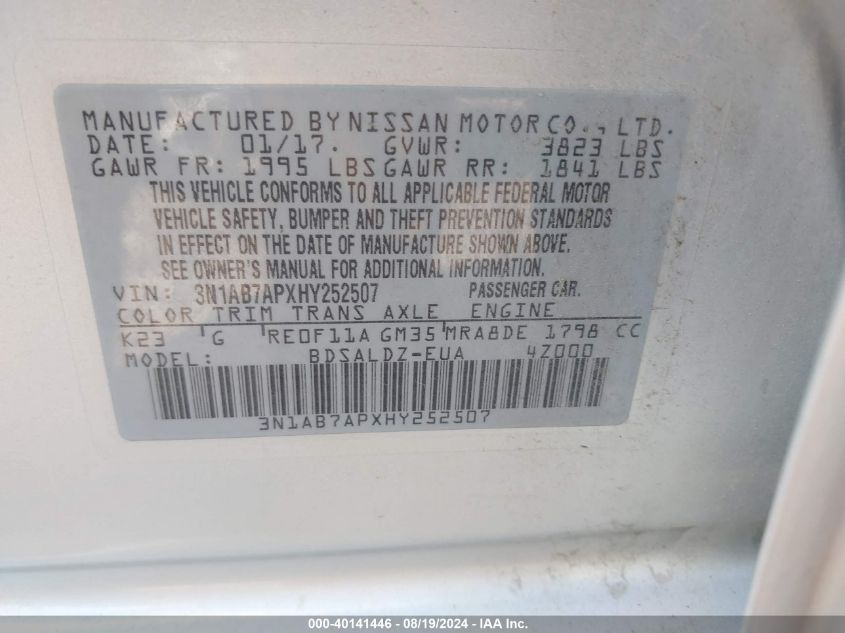 MANUFACTURED BY NISSAN MOTOR CO., LTD.
DATE: 01/17. GVWR: 3823 LBS
GAWR FR: 1995 LBS GAWR RR: 1841 LBS
THIS VEHICLE CONFORMS TO ALL APPLICABLE FEDERAL MOTOR
VEHICLE SAFETY, BUMPER AND THEFT PREVENTION STANDARDS
IN EFFECT ON THE DATE OF MANUFACTURE SHOWN ABOVE.
SEE OWNER'S MANUAL FOR ADDITIONAL INFORMATION.
VIN: 3N1AB7APXHY252507 PASSENGER CAR.
COLOR TRIM TRANS AXLE ENGINE
K23 G RE0F11A GM35 MRA8DE 1798 CC
MODEL: BDSALDZ-EUA 4Z000
3N1AB7APXHY252507
000-40141446 - 08/19/2024 - IAA Inc.